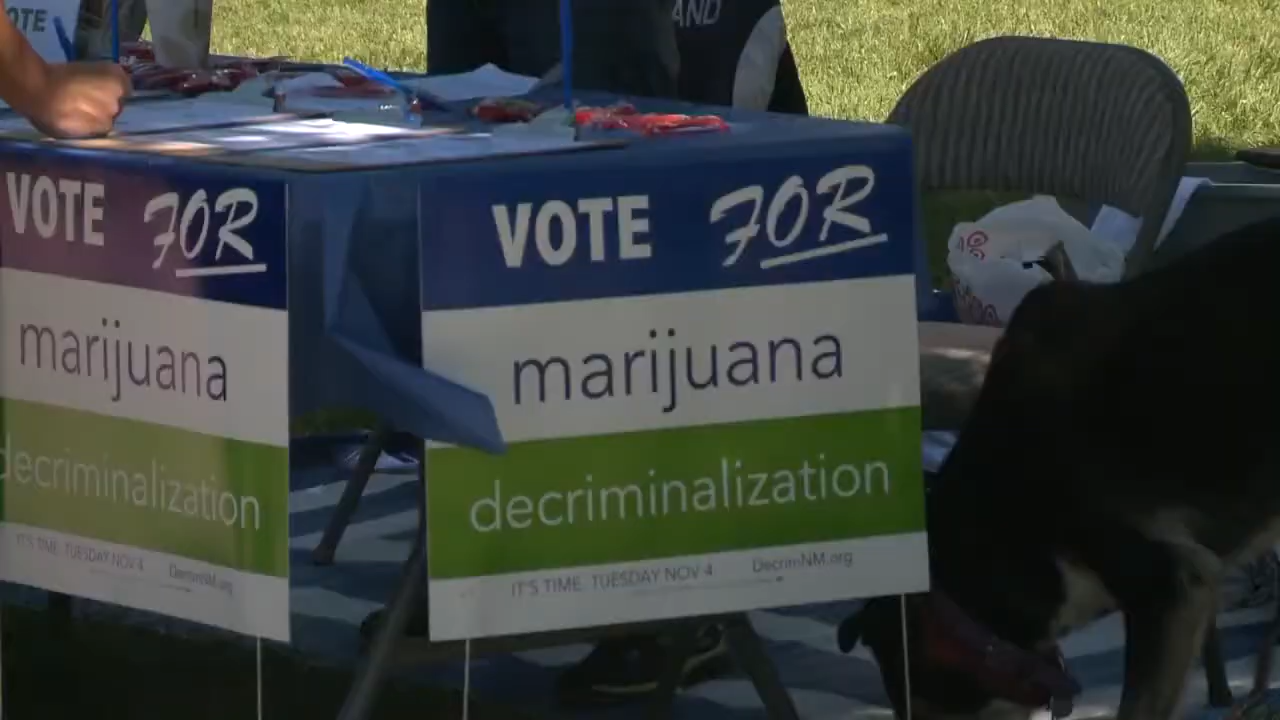 OTE
AND
VOTE FOR
marijuana
decriminalization
IT'S TIME. TUESDAY NOV 4 DecrimNM.org
VOTE FOR
marijuana
decriminalization
IT'S TIME. TUESDAY NOV 4 DecrimNM.org